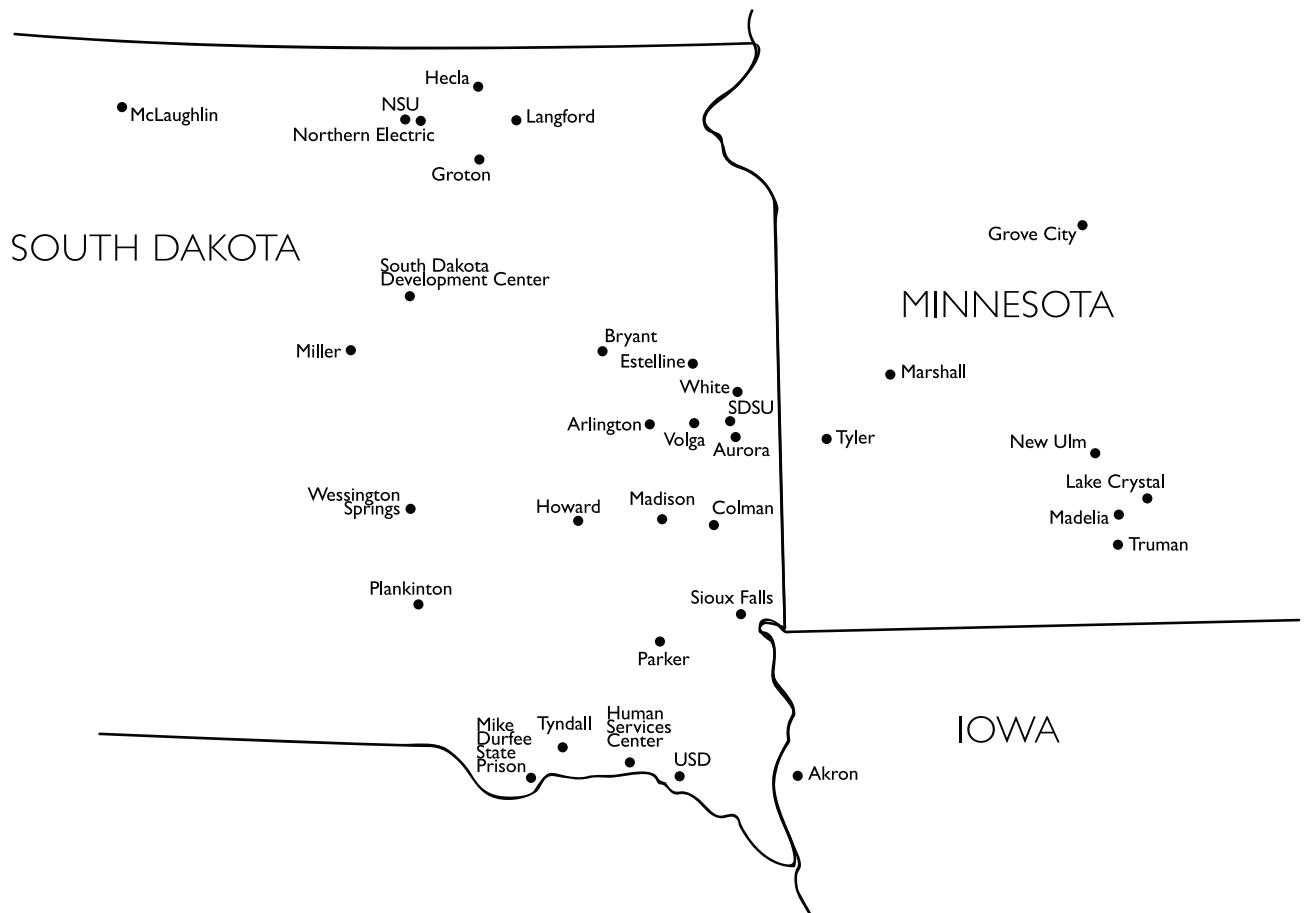 Hecla
NSU
McLaughlin
Langford
Northern Electric
Groton
Grove City
SOUTH DAKOTA
South Dakota
Development Center
MINNESOTA
Bryant
Miller
Estelline
Marshall
White
SDSU
Arlington
Volga
Aurora
Tyler
New Ulm
Lake Crystal
Wessington
Springs
Howard
Madison
Colman
Madelia
Truman
Plankinton
Sioux Falls
Parker
Mike
Durfee
State
Prison
Tyndall
Human
Services
Center
USD
IOWA
Akron